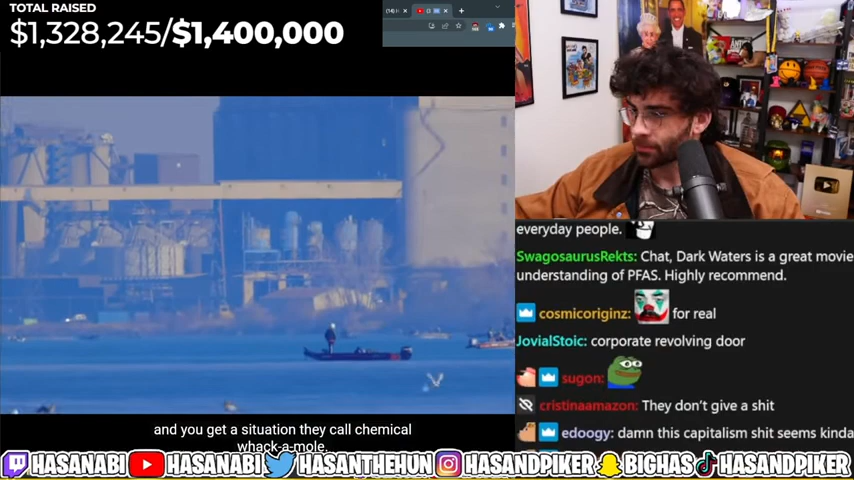 TOTAL RAISED
$1,328,245/$1,400,000
everyday people.
SwagosaurusRekts: Chat, Dark Waters is a great movie
understanding of PFAS. Highly recommend.
cosmicoriginz: for real
JovialStoic: corporate revolving door
sugon:
cristinaamazon: They don't give a shit
edoogy: damn this capitalism shit seems kinda
and you get a situation they call chemical
whack-a-mole.
HASANABI HASANABI HASANTHEHUN HASANDPIKER BIGHAS HASANDPIKER